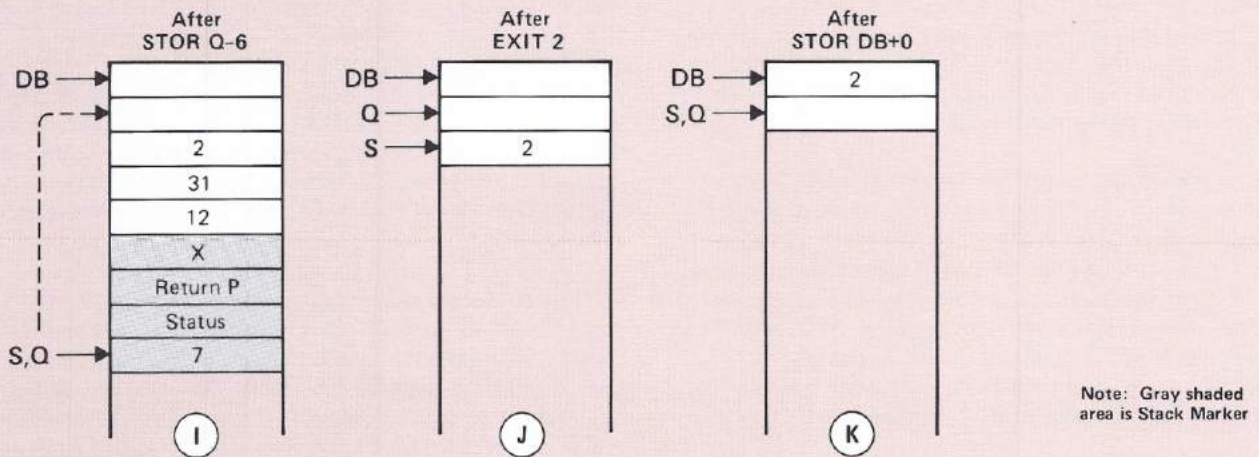 After
STOR Q-6
DB
2
31
12
X
Return P
Status
S,Q
7
I
After
EXIT 2
DB
Q
S
2
J
After
STOR DB+0
DB
2
S,Q
K
Note: Gray shaded
area is Stack Marker